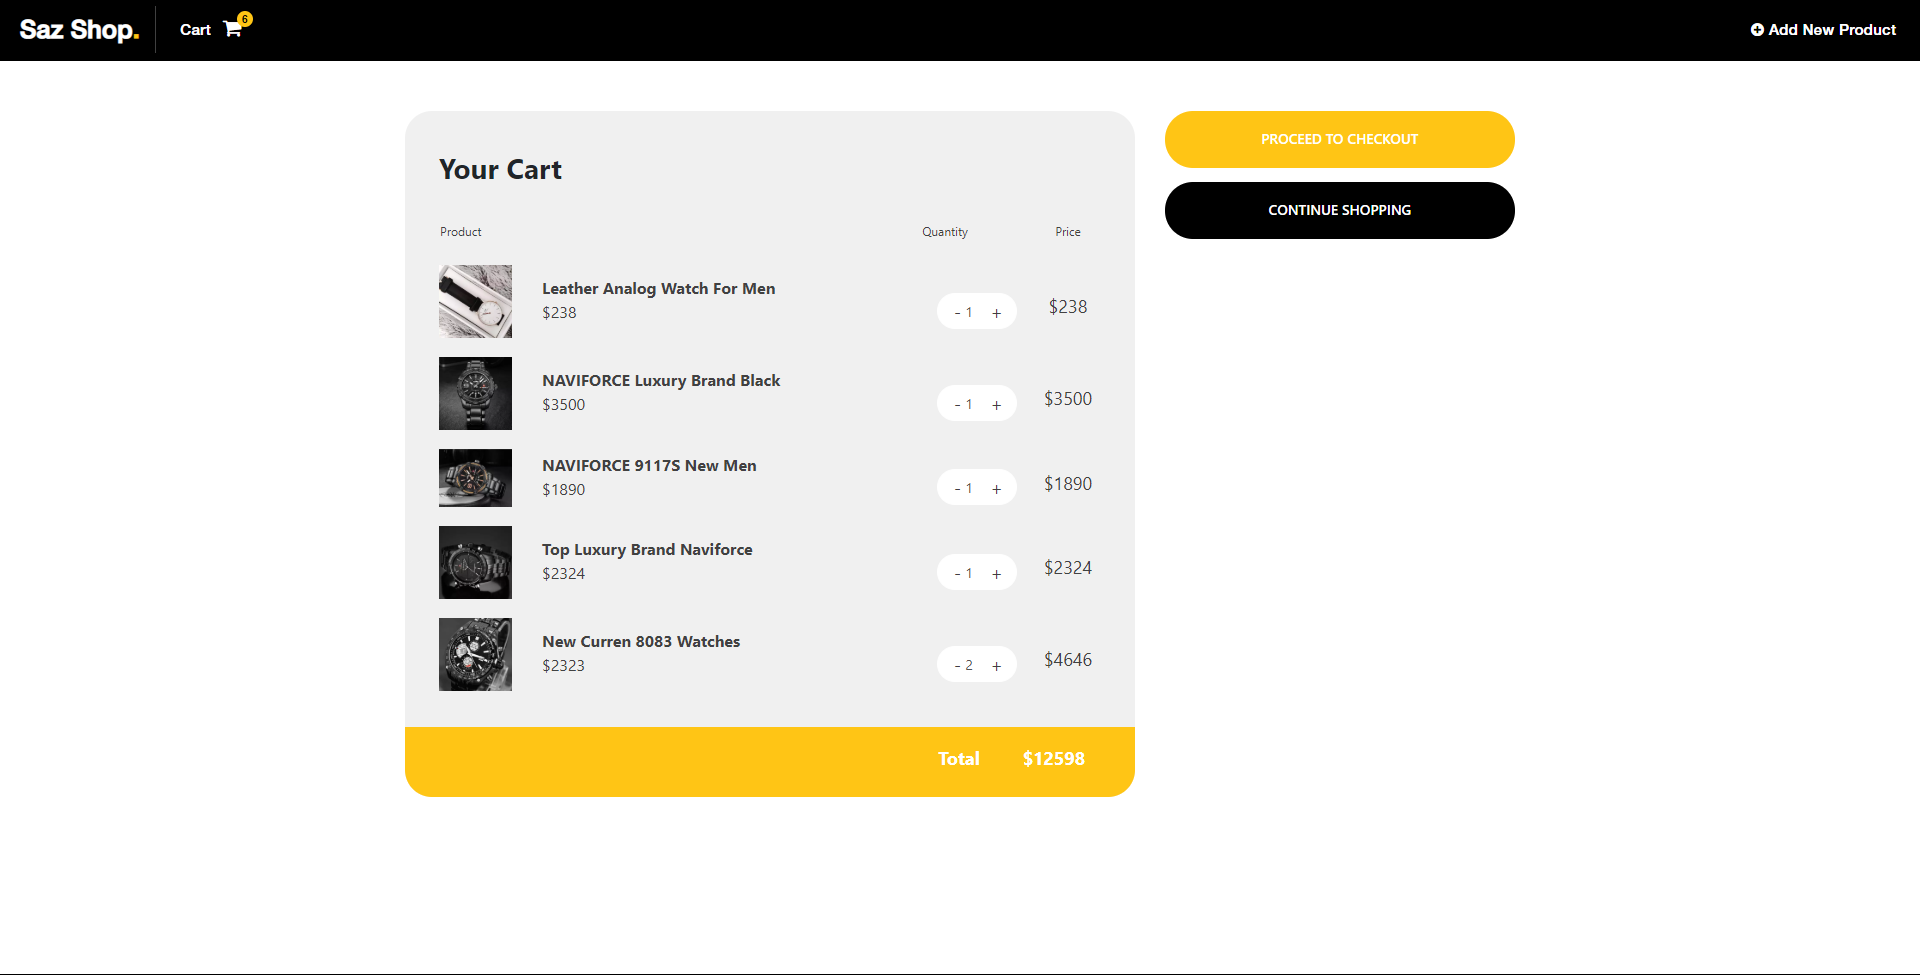 Saz Shop. Cart 6 Add New Product
PROCEED TO CHECKOUT
Your Cart
CONTINUE SHOPPING
Product Quantity Price
Leather Analog Watch For Men
$238 - 1 + $238
NAVIFORCE Luxury Brand Black
$3500 - 1 + $3500
NAVIFORCE 9117S New Men
$1890 - 1 + $1890
Top Luxury Brand Naviforce
$2324 - 1 + $2324
New Curren 8083 Watches
$2323 - 2 + $4646
Total $12598